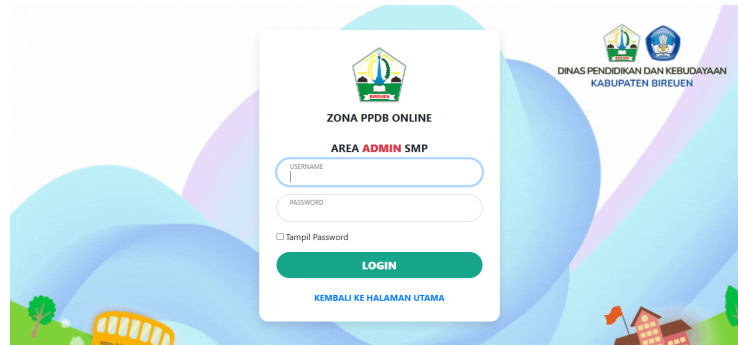 DINAS PENDIDIKAN DAN KEBUDAYAAN
KABUPATEN BIREUEN
BIREUEN
ZONA PPDB ONLINE
AREA ADMIN SMP
USERNAME
PASSWORD
Tampil Password
LOGIN
KEMBALI KE HALAMAN UTAMA